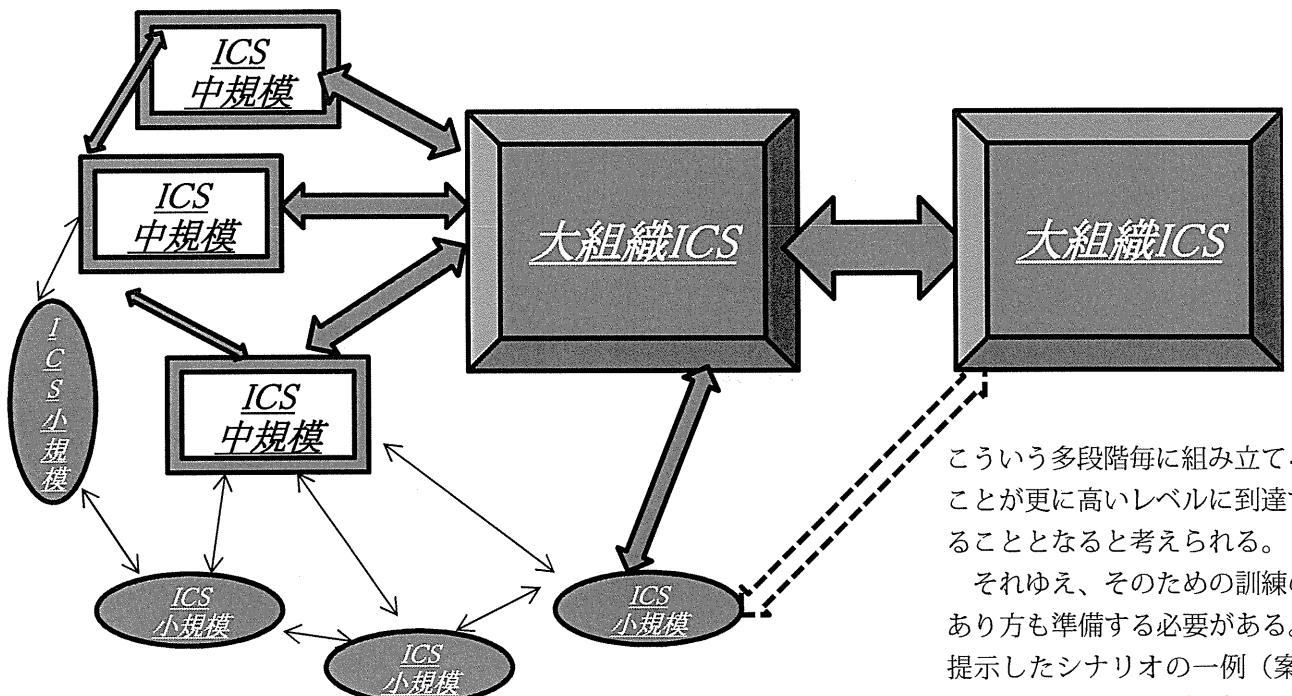 ICS
中規模
ICS
中規模
ICS
中規模
大組織ICS
大組織ICS
ICS小規模
ICS
小規模
ICS
小規模
ICS
小規模
こういう多段階毎に組み立て
ことが更に高いレベルに到達
ることとなると考えられる。
それゆえ、そのための訓練
あり方も準備する必要がある。
提示したシナリオの一例（案